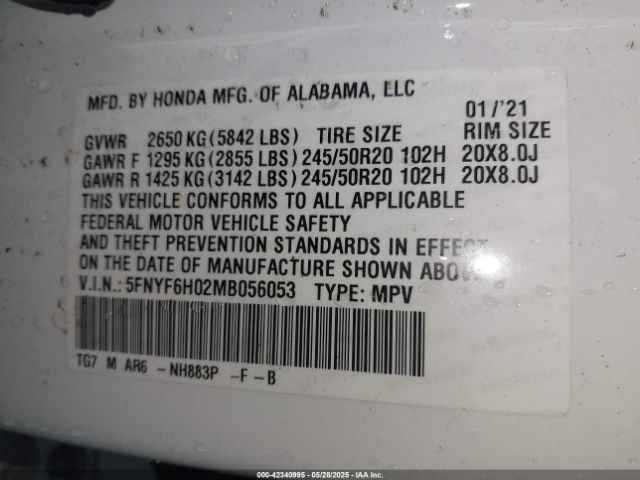 MFD. BY HONDA MFG. OF ALABAMA, LLC
01/'21
GVWR 2650 KG (5842 LBS) TIRE SIZE RIM SIZE
GAWR F 1295 KG (2855 LBS) 245/50R20 102H 20X8.0J
GAWR R 1425 KG (3142 LBS) 245/50R20 102H 20X8.0J
THIS VEHICLE CONFORMS TO ALL APPLICABLE
FEDERAL MOTOR VEHICLE SAFETY
AND THEFT PREVENTION STANDARDS IN EFFECT
ON THE DATE OF MANUFACTURE SHOWN ABOVE
V.I.N.: 5FNYF6H02MB056053 TYPE: MPV
TG7 M AR6 -NH883P -F -B
000-42340995 - 05/28/2025 - IAA Inc.